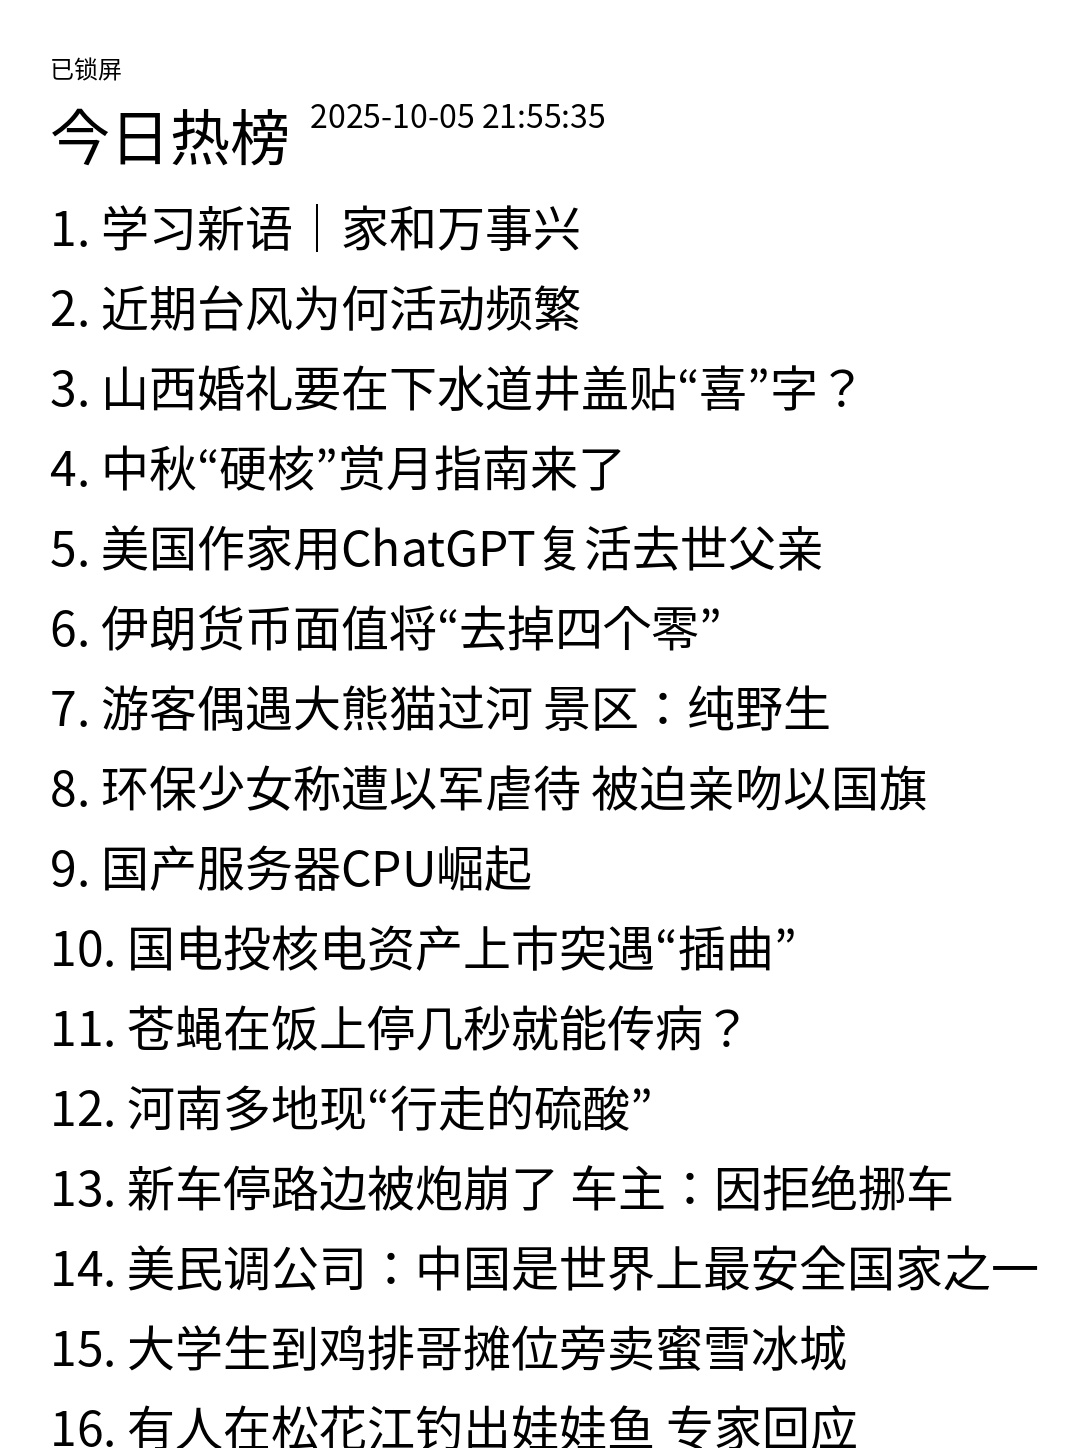 已锁屏
今日热榜 2025-10-05 21:55:35
1. 学习新语｜家和万事兴
2. 近期台风为何活动频繁
3. 山西婚礼要在下水道井盖贴“喜”字？
4. 中秋“硬核”赏月指南来了
5. 美国作家用ChatGPT复活去世父亲
6. 伊朗货币面值将“去掉四个零”
7. 游客偶遇大熊猫过河 景区：纯野生
8. 环保少女称遭以军虐待 被迫亲吻以国旗
9. 国产服务器CPU崛起
10. 国电投核电资产上市突遇“插曲”
11. 苍蝇在饭上停几秒就能传病？
12. 河南多地现“行走的硫酸”
13. 新车停路边被炮崩了 车主：因拒绝挪车
14. 美民调公司：中国是世界上最安全国家之一
15. 大学生到鸡排哥摊位旁卖蜜雪冰城
16. 有人在松花江钓出娃娃鱼 专家回应